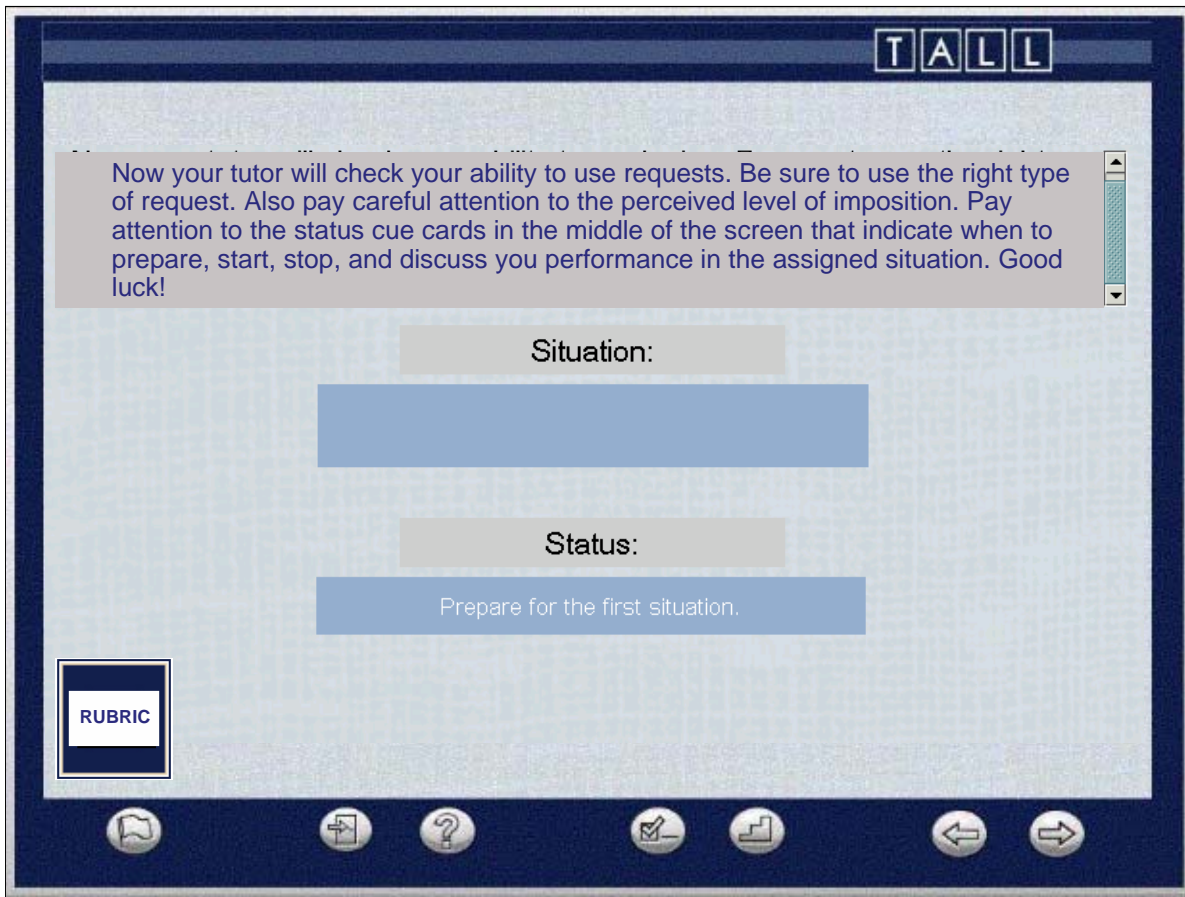 TALL
Now your tutor will check your ability to use requests. Be sure to use the right type
of request. Also pay careful attention to the perceived level of imposition. Pay
attention to the status cue cards in the middle of the screen that indicate when to
prepare, start, stop, and discuss you performance in the assigned situation. Good
luck!
Situation:
Status:
Prepare for the first situation.
RUBRIC
?